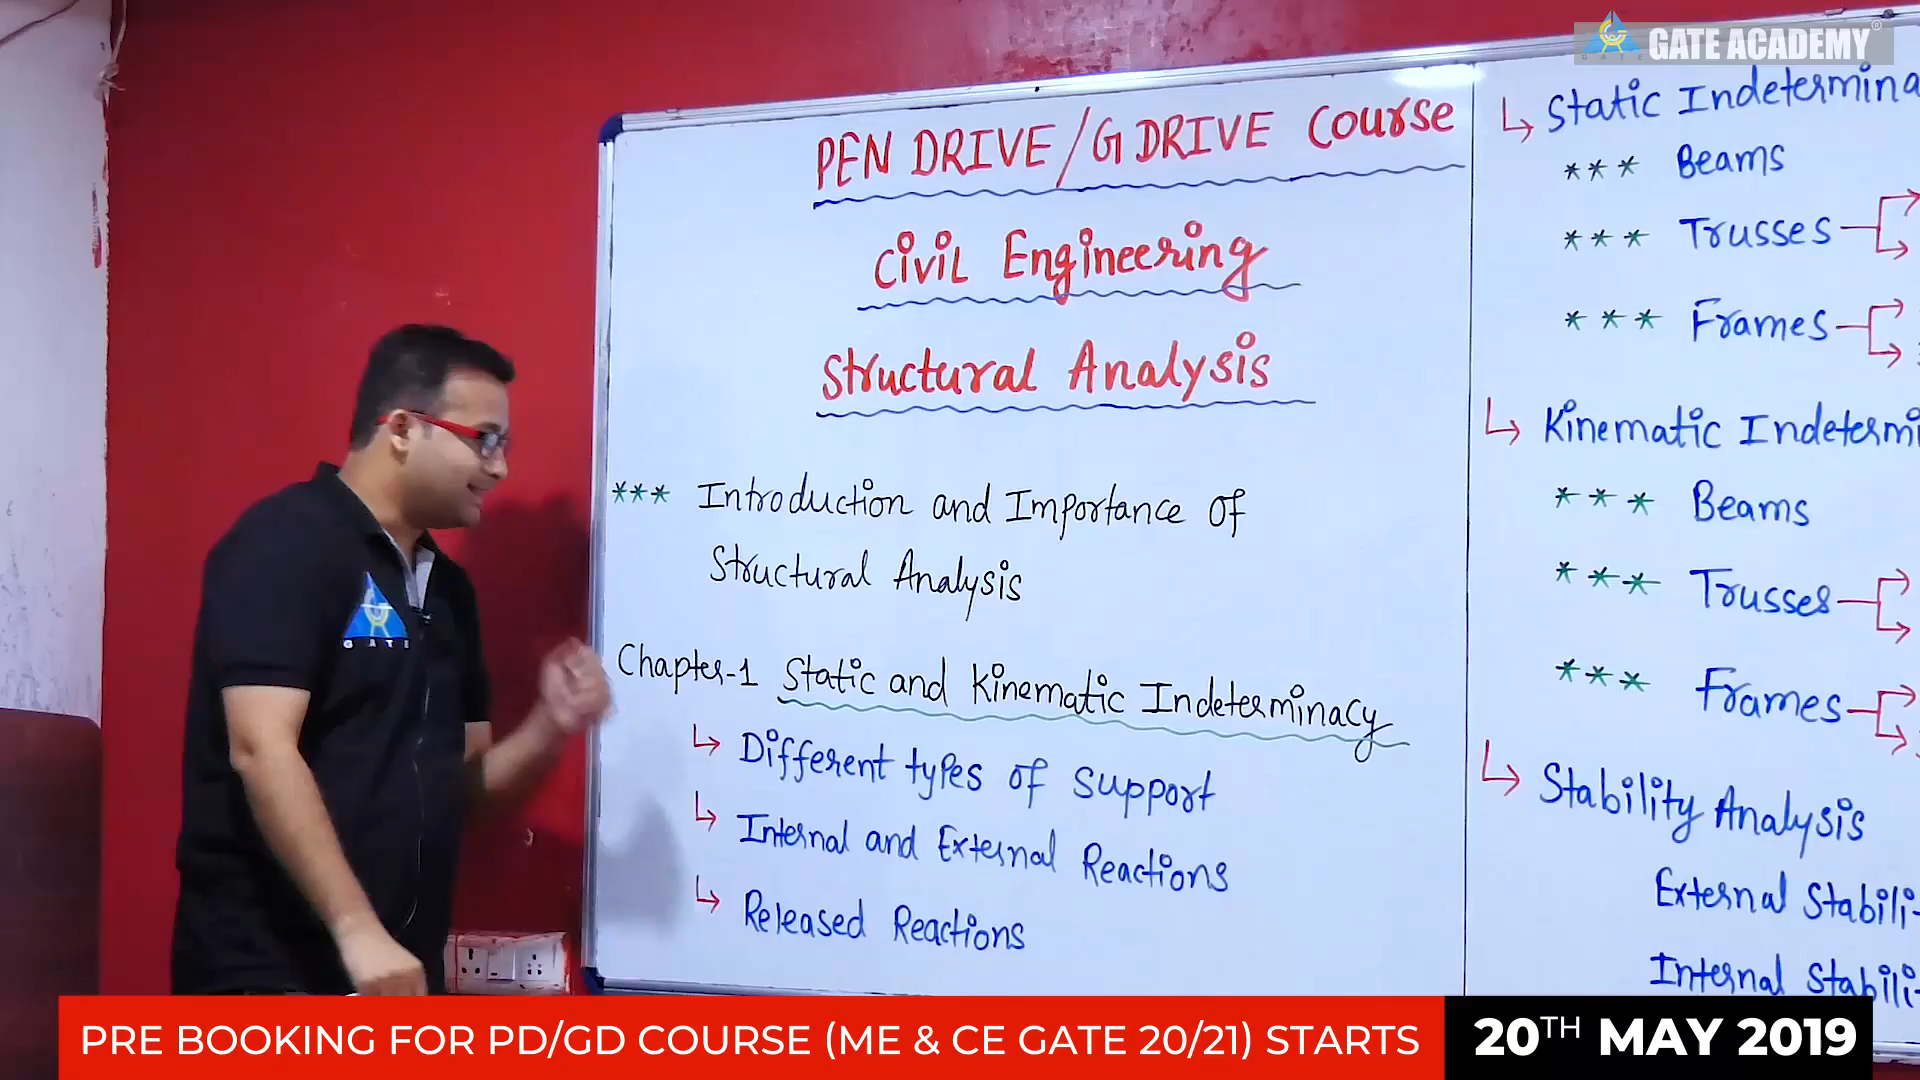 GATE ACADEMY
PEN DRIVE/G DRIVE Course
Civil Engineering
Structural Analysis
*** Introduction and Importance of
Structural Analysis
Chapter-1 Static and Kinematic Indeterminacy
↳ Different types of support
↳ Internal and External Reactions
↳ Released Reactions
↳ Static Indetermina
*** Beams
*** Trusses
*** Frames
↳ Kinematic Indetermi
*** Beams
*** Trusses
*** Frames
↳ Stability Analysis
External Stabili
Internal Stabili
GATE
PRE BOOKING FOR PD/GD COURSE (ME & CE GATE 20/21) STARTS
20TH MAY 2019